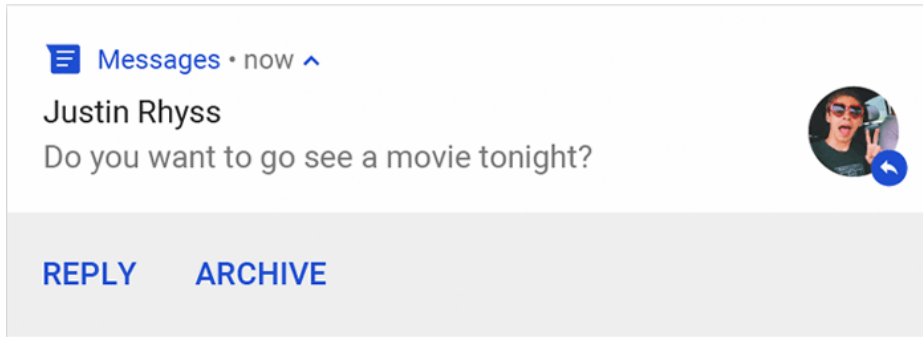 Messages • now
Justin Rhyss
Do you want to go see a movie tonight?
REPLY ARCHIVE